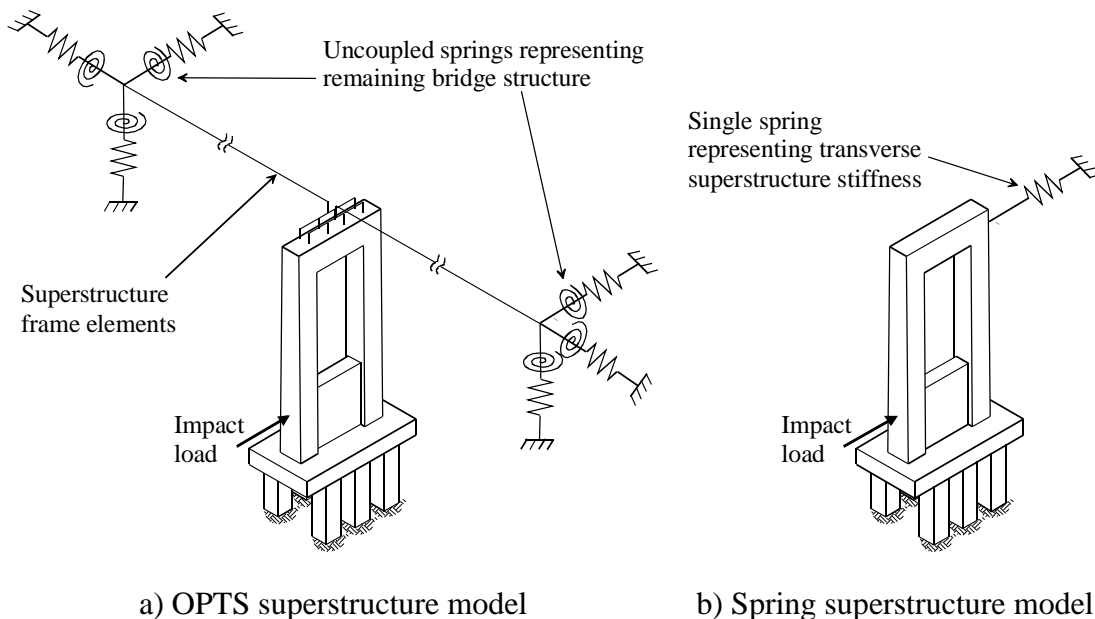 Uncoupled springs representing
remaining bridge structure
Superstructure
frame elements
Impact
load
a) OPTS superstructure model
Single spring
representing transverse
superstructure stiffness
Impact
load
b) Spring superstructure model